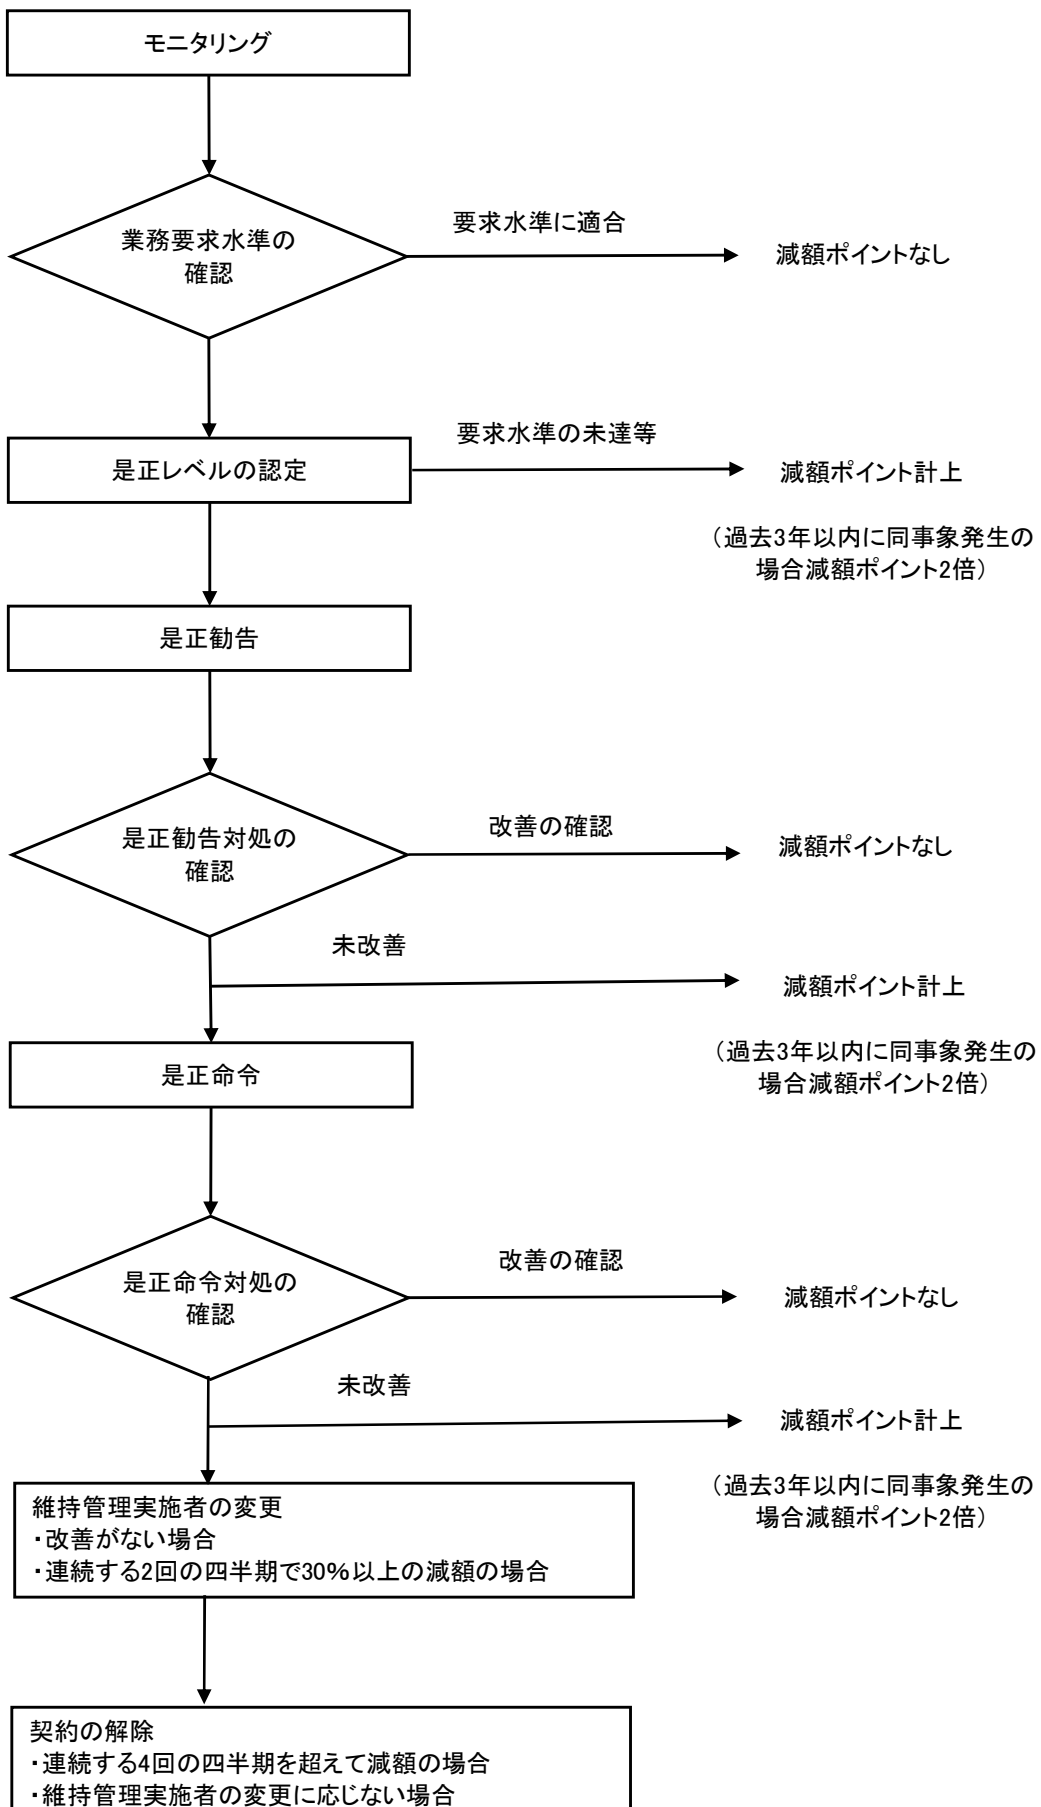 モニタリング
業務要求水準の
確認
要求水準に適合
減額ポイントなし
是正レベルの認定
要求水準の未達等
減額ポイント計上
（過去3年以内に同事象発生の
場合減額ポイント2倍）
是正勧告
是正勧告対処の
確認
改善の確認
減額ポイントなし
未改善
減額ポイント計上
（過去3年以内に同事象発生の
場合減額ポイント2倍）
是正命令
是正命令対処の
確認
改善の確認
減額ポイントなし
未改善
減額ポイント計上
（過去3年以内に同事象発生の
場合減額ポイント2倍）
維持管理実施者の変更
・改善がない場合
・連続する2回の四半期で30％以上の減額の場合
契約の解除
・連続する4回の四半期を超えて減額の場合
・維持管理実施者の変更に応じない場合